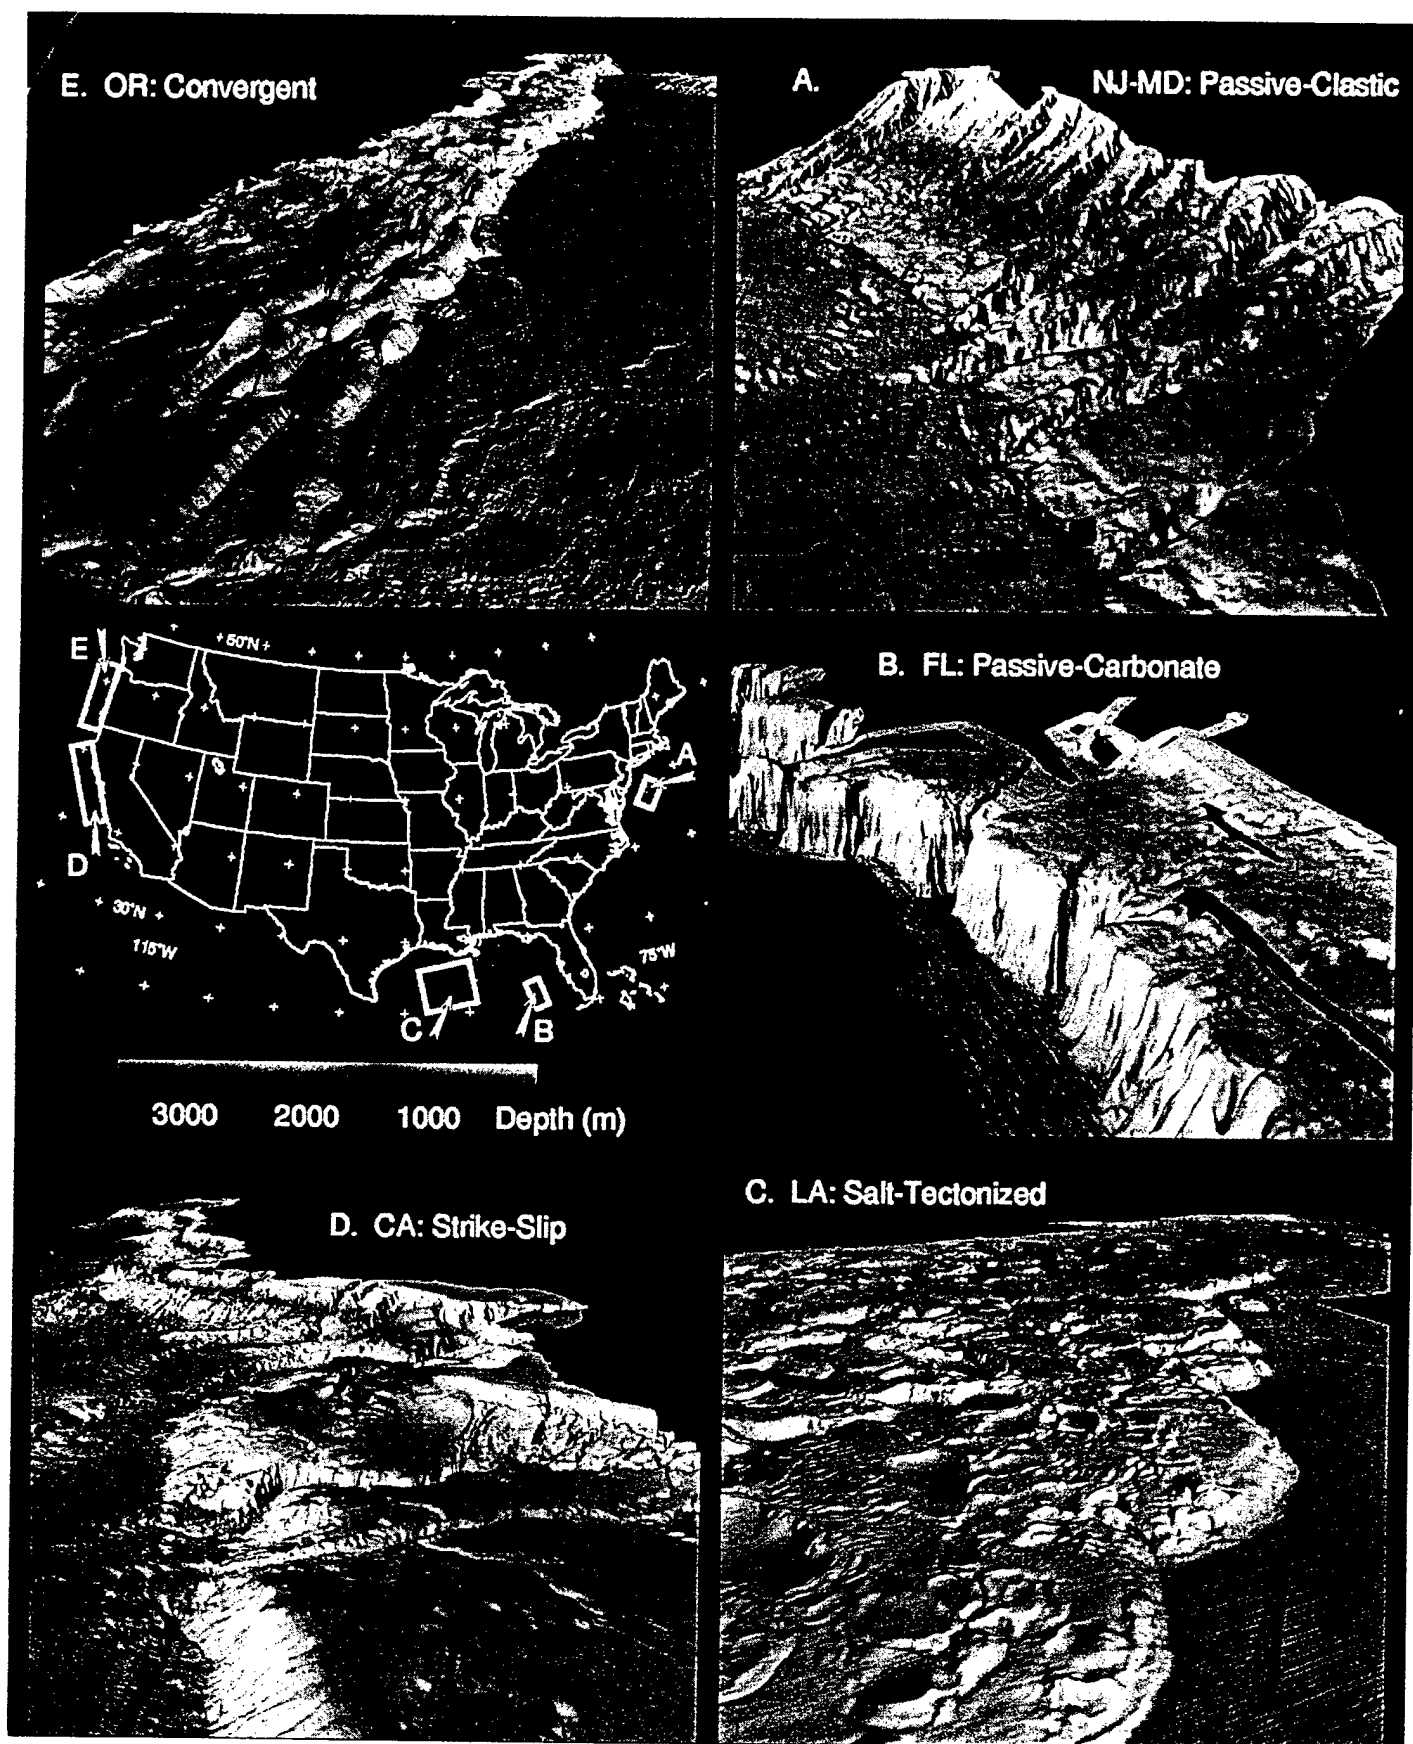 E. OR: Convergent
A. NJ-MD: Passive-Clastic
E
50°N
A
D
30°N
115°W
75°W
C
B
3000 2000 1000 Depth (m)
B. FL: Passive-Carbonate
D. CA: Strike-Slip
C. LA: Salt-Tectonized